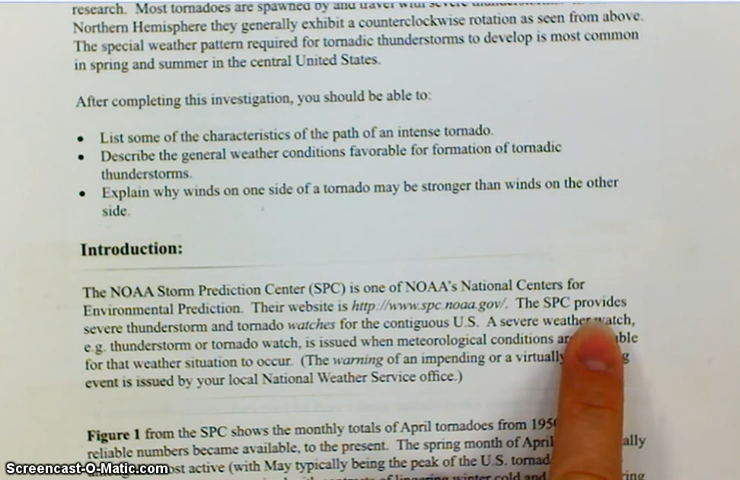 research. Most tornadoes are spawned by and travel with severe
Northern Hemisphere they generally exhibit a counterclockwise rotation as seen from above.
The special weather pattern required for tornadic thunderstorms to develop is most common
in spring and summer in the central United States.
After completing this investigation, you should be able to:
• List some of the characteristics of the path of an intense tornado.
• Describe the general weather conditions favorable for formation of tornadic
thunderstorms.
• Explain why winds on one side of a tornado may be stronger than winds on the other
side.
Introduction:
The NOAA Storm Prediction Center (SPC) is one of NOAA's National Centers for
Environmental Prediction. Their website is http://www.spc.noaa.gov/. The SPC provides
severe thunderstorm and tornado watches for the contiguous U.S. A severe weather watch,
e.g. thunderstorm or tornado watch, is issued when meteorological conditions
for that weather situation to occur. (The warning of an impending or a virtually
event is issued by your local National Weather Service office.)
Figure 1 from the SPC shows the monthly totals of April tornadoes from
reliable numbers became available, to the present. The spring month of April
most active (with May typically being the peak of the U.S.
winter cold and
Screencast-O-Matic.com